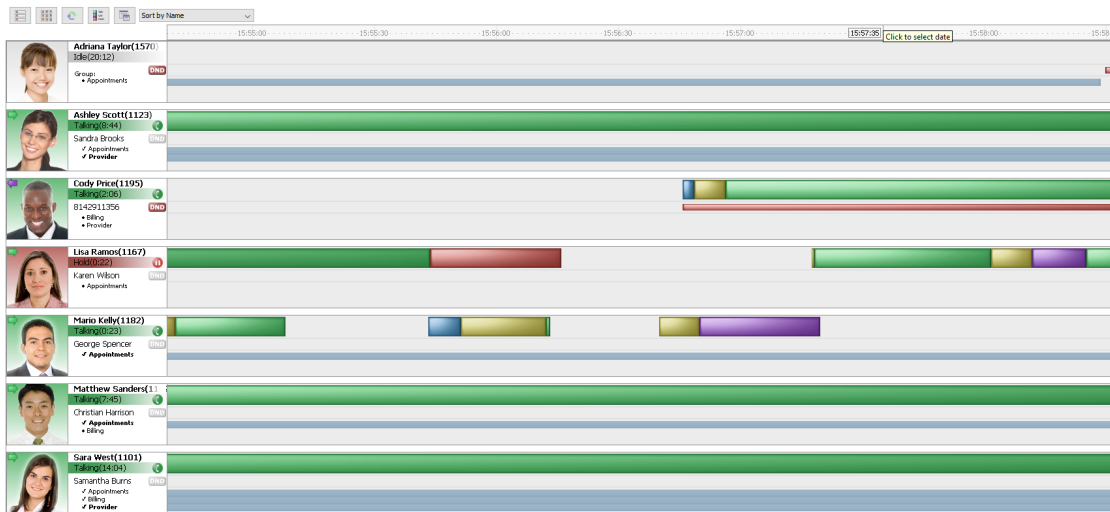 Sort by Name
15:55:00 15:55:30 15:56:00 15:56:30 15:57:00 15:57:35 15:58:00 15:58
Click to select date
Adriana Taylor(1570)
Idle(20:12)
DND
Group:
• Appointments
Ashley Scott(1123)
Talking(8:44)
Sandra Brooks DND
✓ Appointments
✓ Provider
Cody Price(1195)
Talking(2:06)
8142911356 DND
• Billing
• Provider
Lisa Ramos(1167)
Hold(0:22)
Karen Wilson DND
• Appointments
Mario Kelly(1182)
Talking(0:23)
George Spencer DND
✓ Appointments
Matthew Sanders(11
Talking(7:45)
Christian Harrison DND
✓ Appointments
• Billing
Sara West(1101)
Talking(14:04)
Samantha Burns DND
✓ Appointments
✓ Billing
✓ Provider